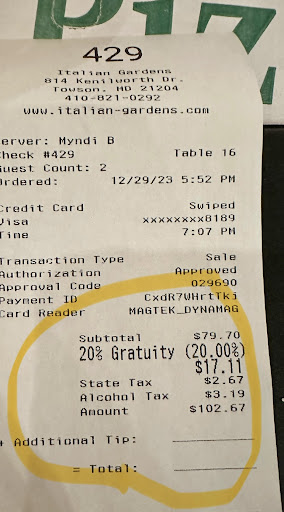 PIZ
429
Italian Gardens
814 Kenilworth Dr.
Towson, MD 21204
410-821-0292
www.italian-gardens.com
erver: Myndi B
Check #429 Table 16
Guest Count: 2
Ordered: 12/29/23 5:52 PM
Credit Card Swiped
Visa xxxxxxxx8189
Time 7:07 PM
Transaction Type Sale
Authorization Approved
Approval Code 029690
Payment ID CxdR7WHrtTki
Card Reader MAGTEK_DYNAMAG
Subtotal $79.70
20% Gratuity (20.00%)
$17.11
State Tax $2.67
Alcohol Tax $3.19
Amount $102.67
+ Additional Tip:
= Total: